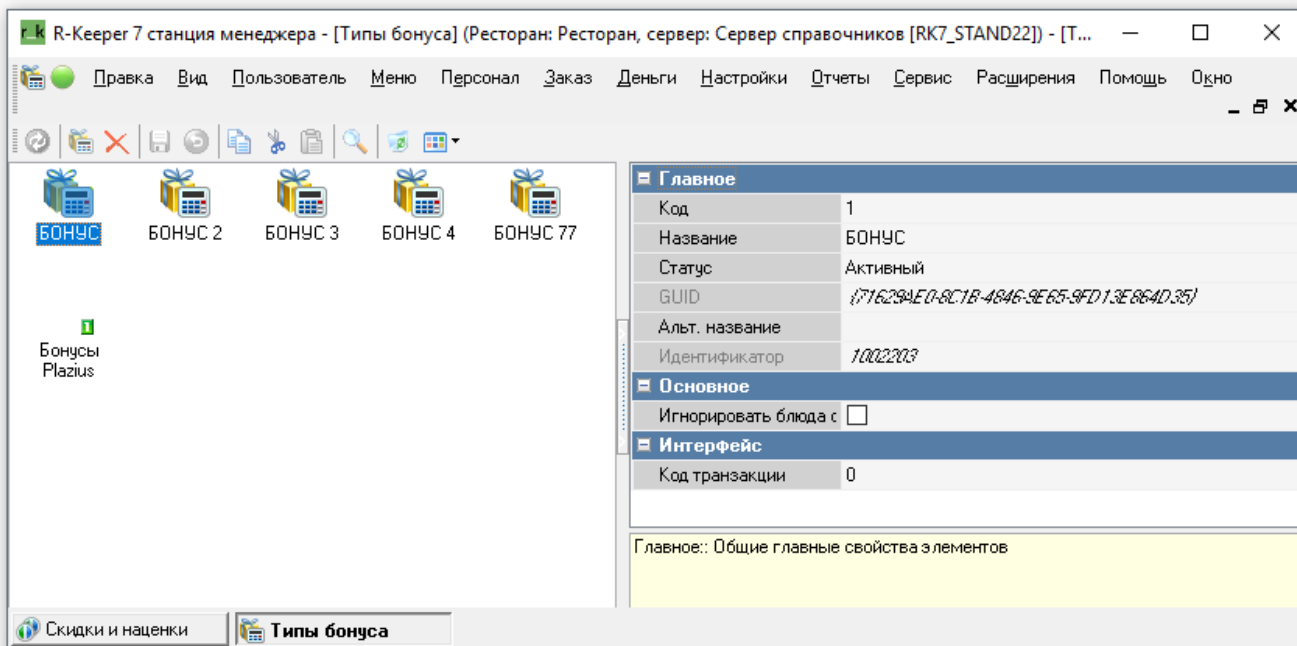 r_k R-Keeper 7 станция менеджера - [Типы бонуса] (Ресторан: Ресторан, сервер: Сервер справочников [RK7_STAND22]) - [Т...
Правка Вид Пользователь Меню Персонал Заказ Деньги Настройки Отчеты Сервис Расширения Помощь Окно
БОНУС БОНУС 2 БОНУС 3 БОНУС 4 БОНУС 77
1
Бонусы
Plazius
Главное
Код 1
Название БОНУС
Статус Активный
GUID {71629AE0-8C1B-4846-9E65-9FD13E864D35}
Альт. название
Идентификатор 1002203
Основное
Игнорировать блюда с
Интерфейс
Код транзакции 0
Главное:: Общие главные свойства элементов
Скидки и наценки Типы бонуса